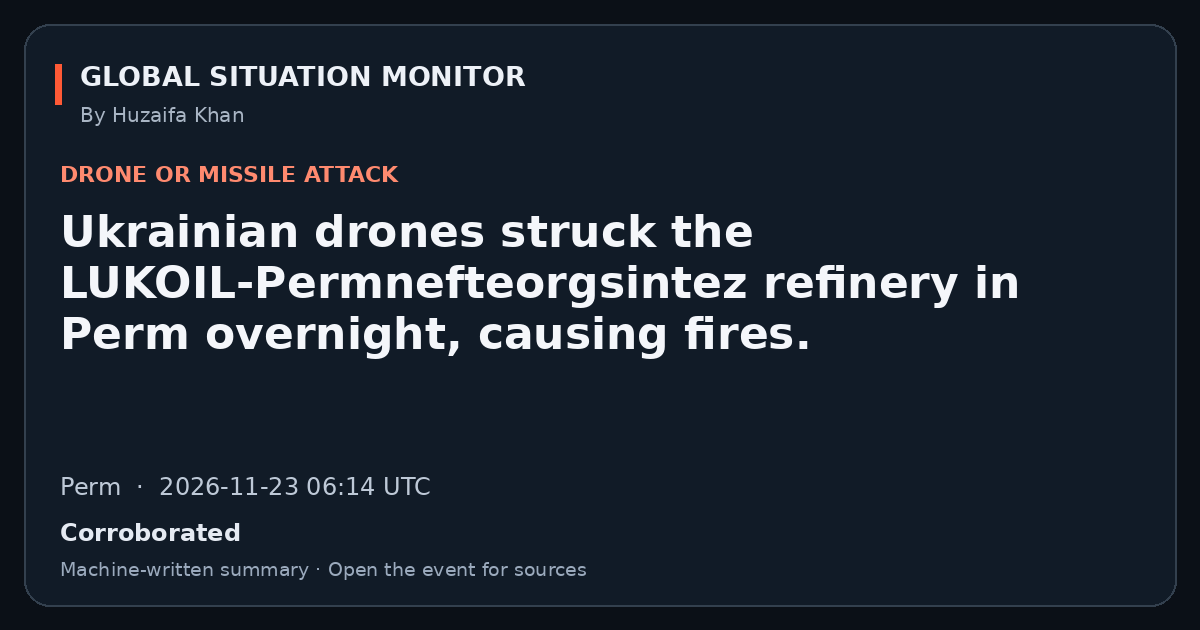 GLOBAL SITUATION MONITOR
By Huzaifa Khan
DRONE OR MISSILE ATTACK
Ukrainian drones struck the
LUKOIL-Permnefteorgsintez refinery in
Perm overnight, causing fires.
Perm · 2026-11-23 06:14 UTC
Corroborated
Machine-written summary · Open the event for sources